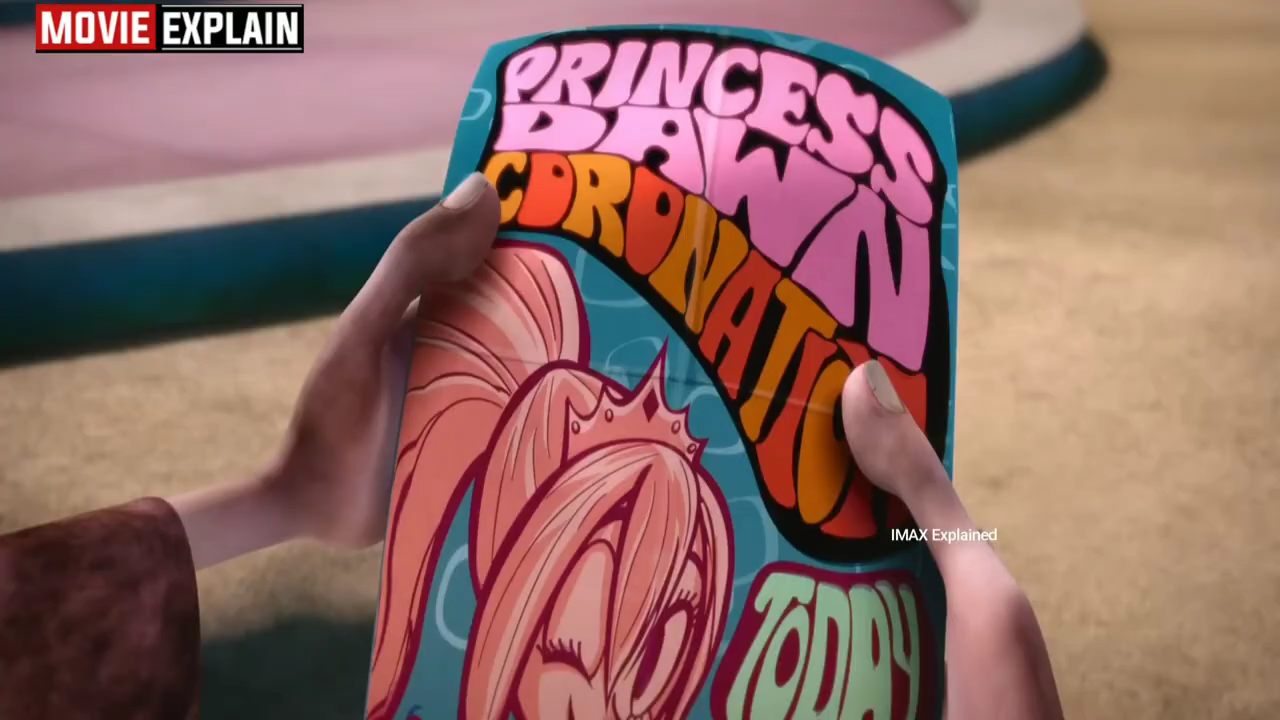 MOVIE EXPLAIN
PRINCESS
DAWN
CORONATION
IMAX Explained
TODAY